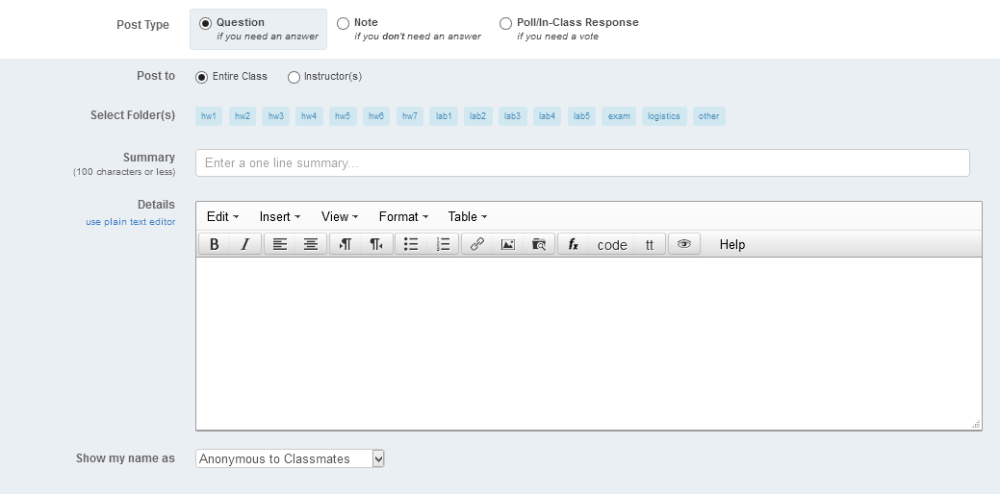 Post Type Question Note Poll/In-Class Response
if you need an answer if you don't need an answer if you need a vote
Post to Entire Class Instructor(s)
Select Folder(s) hw1 hw2 hw3 hw4 hw5 hw6 hw7 lab1 lab2 lab3 lab4 lab5 exam logistics other
Summary
(100 characters or less)
Enter a one line summary...
Details
use plain text editor
Edit Insert View Format Table
B I fx code tt Help
Show my name as Anonymous to Classmates